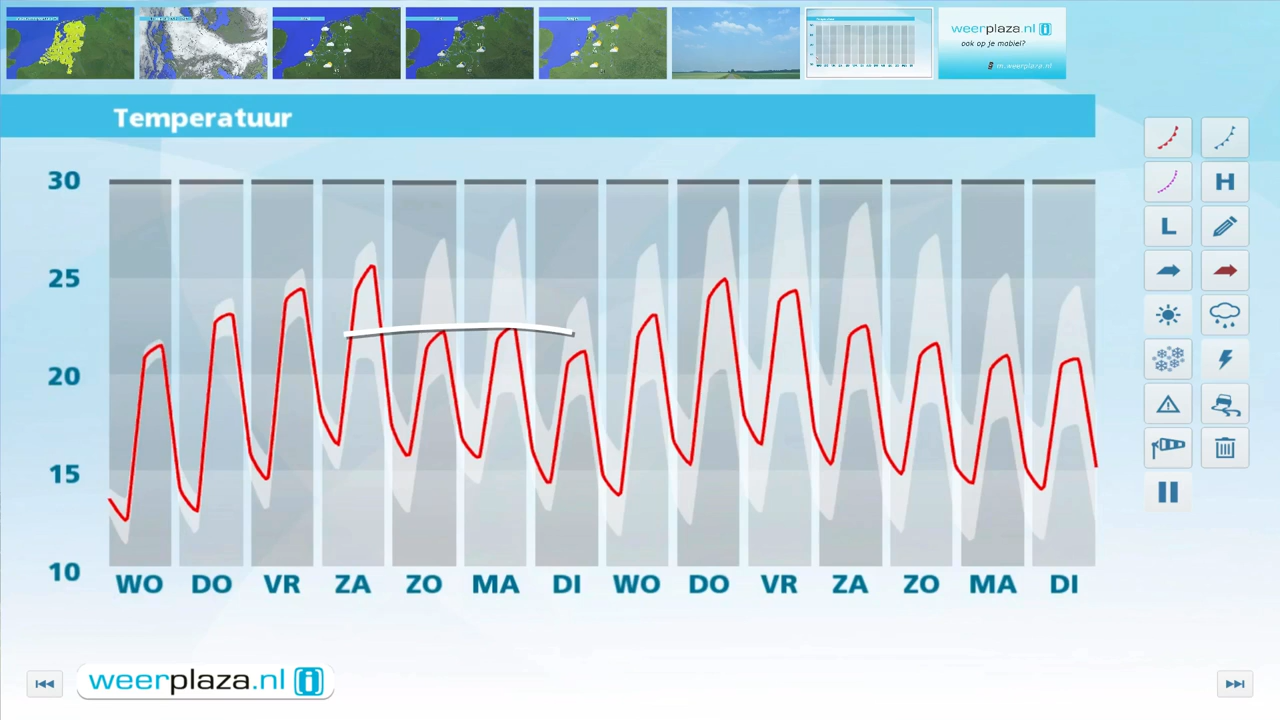 weerplaza.nl i
ook op je mobiel?
m.weerplaza.nl
Temperatuur
30
25
20
15
10
H
L
WO DO VR ZA ZO MA DI WO DO VR ZA ZO MA DI
weerplaza.nl i